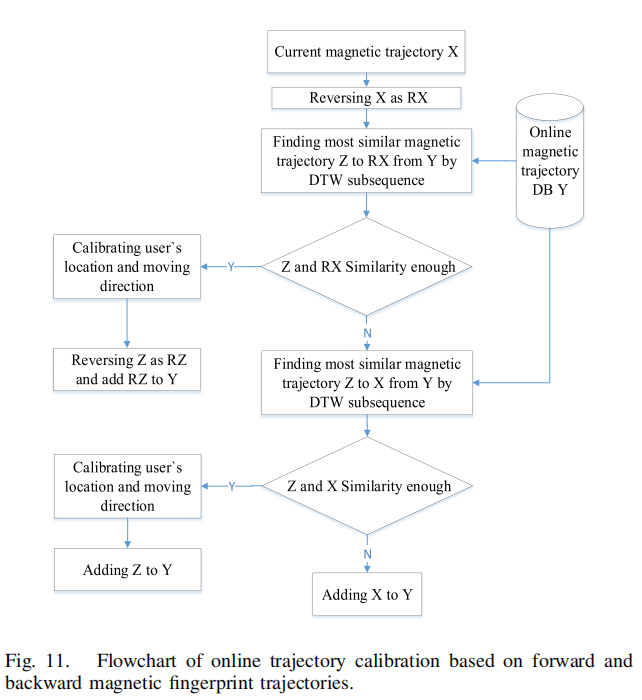 Current magnetic trajectory X
Reversing X as RX
Finding most similar magnetic
trajectory Z to RX from Y by
DTW subsequence
Online
magnetic
trajectory
DB Y
Z and RX Similarity enough
Y
Calibrating user`s
location and moving
direction
Reversing Z as RZ
and add RZ to Y
N
Finding most similar magnetic
trajectory Z to X from Y by
DTW subsequence
Z and X Similarity enough
Y
Calibrating user`s
location and moving
direction
Adding Z to Y
N
Adding X to Y
Fig. 11. Flowchart of online trajectory calibration based on forward and
backward magnetic fingerprint trajectories.